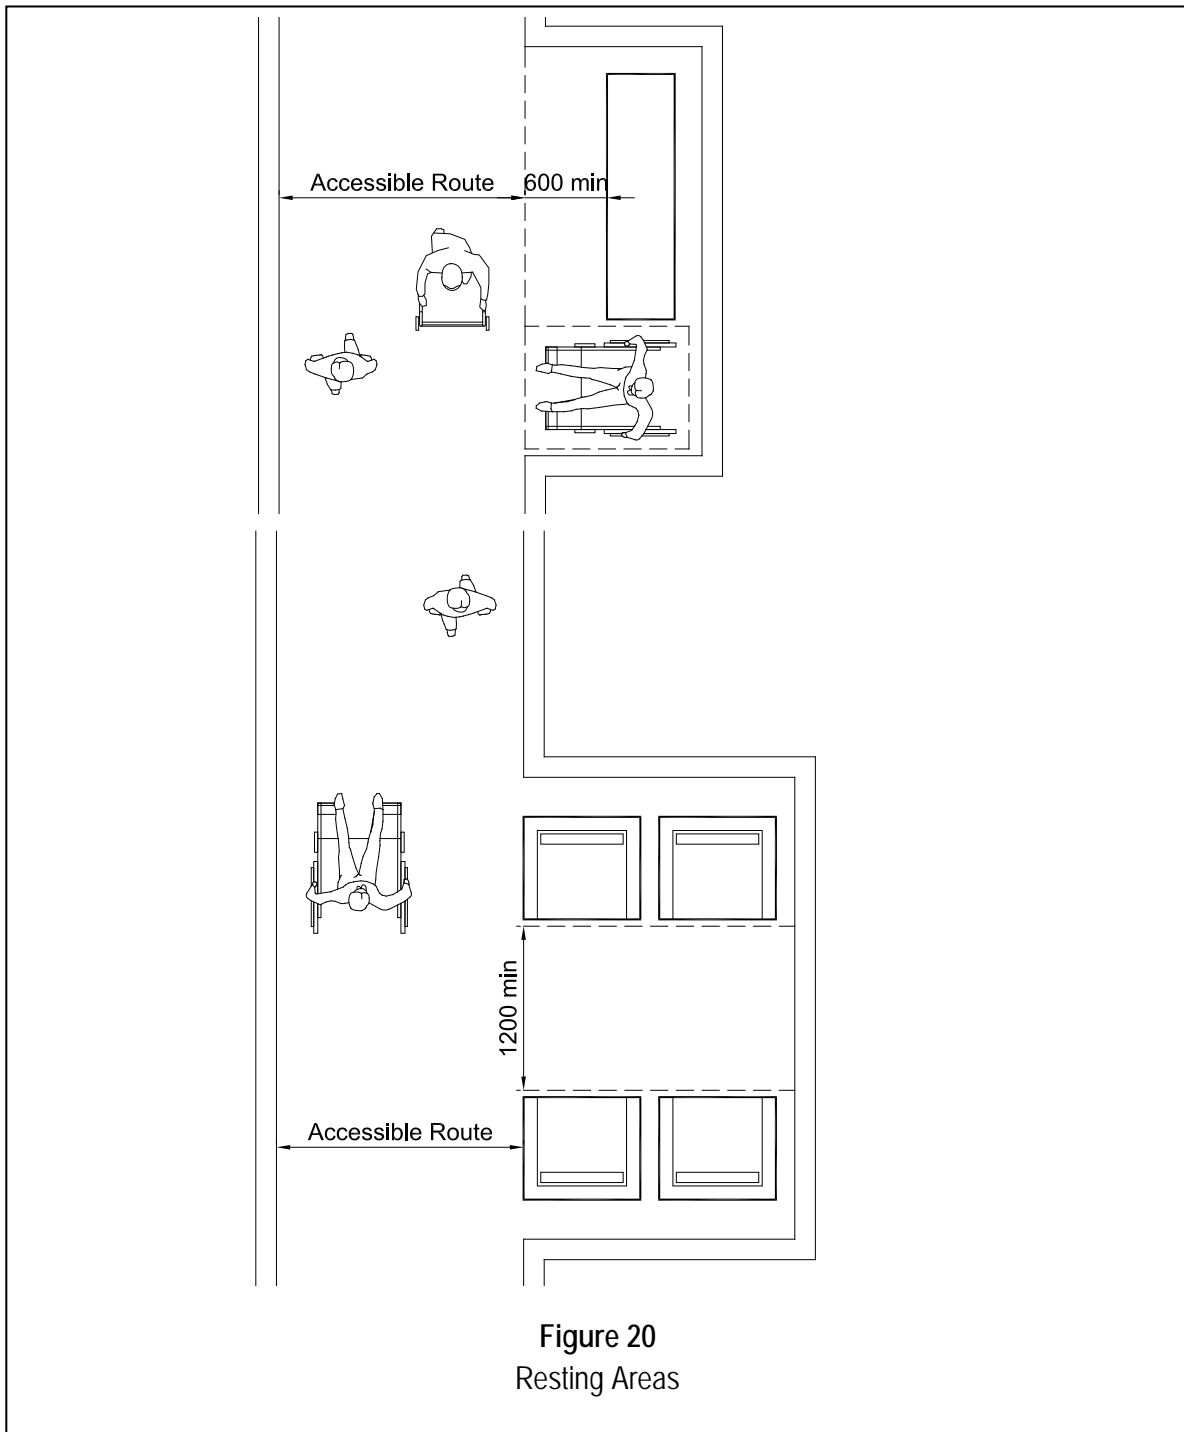 Accessible Route
600 min
1200 min
Accessible Route
Figure 20
Resting Areas